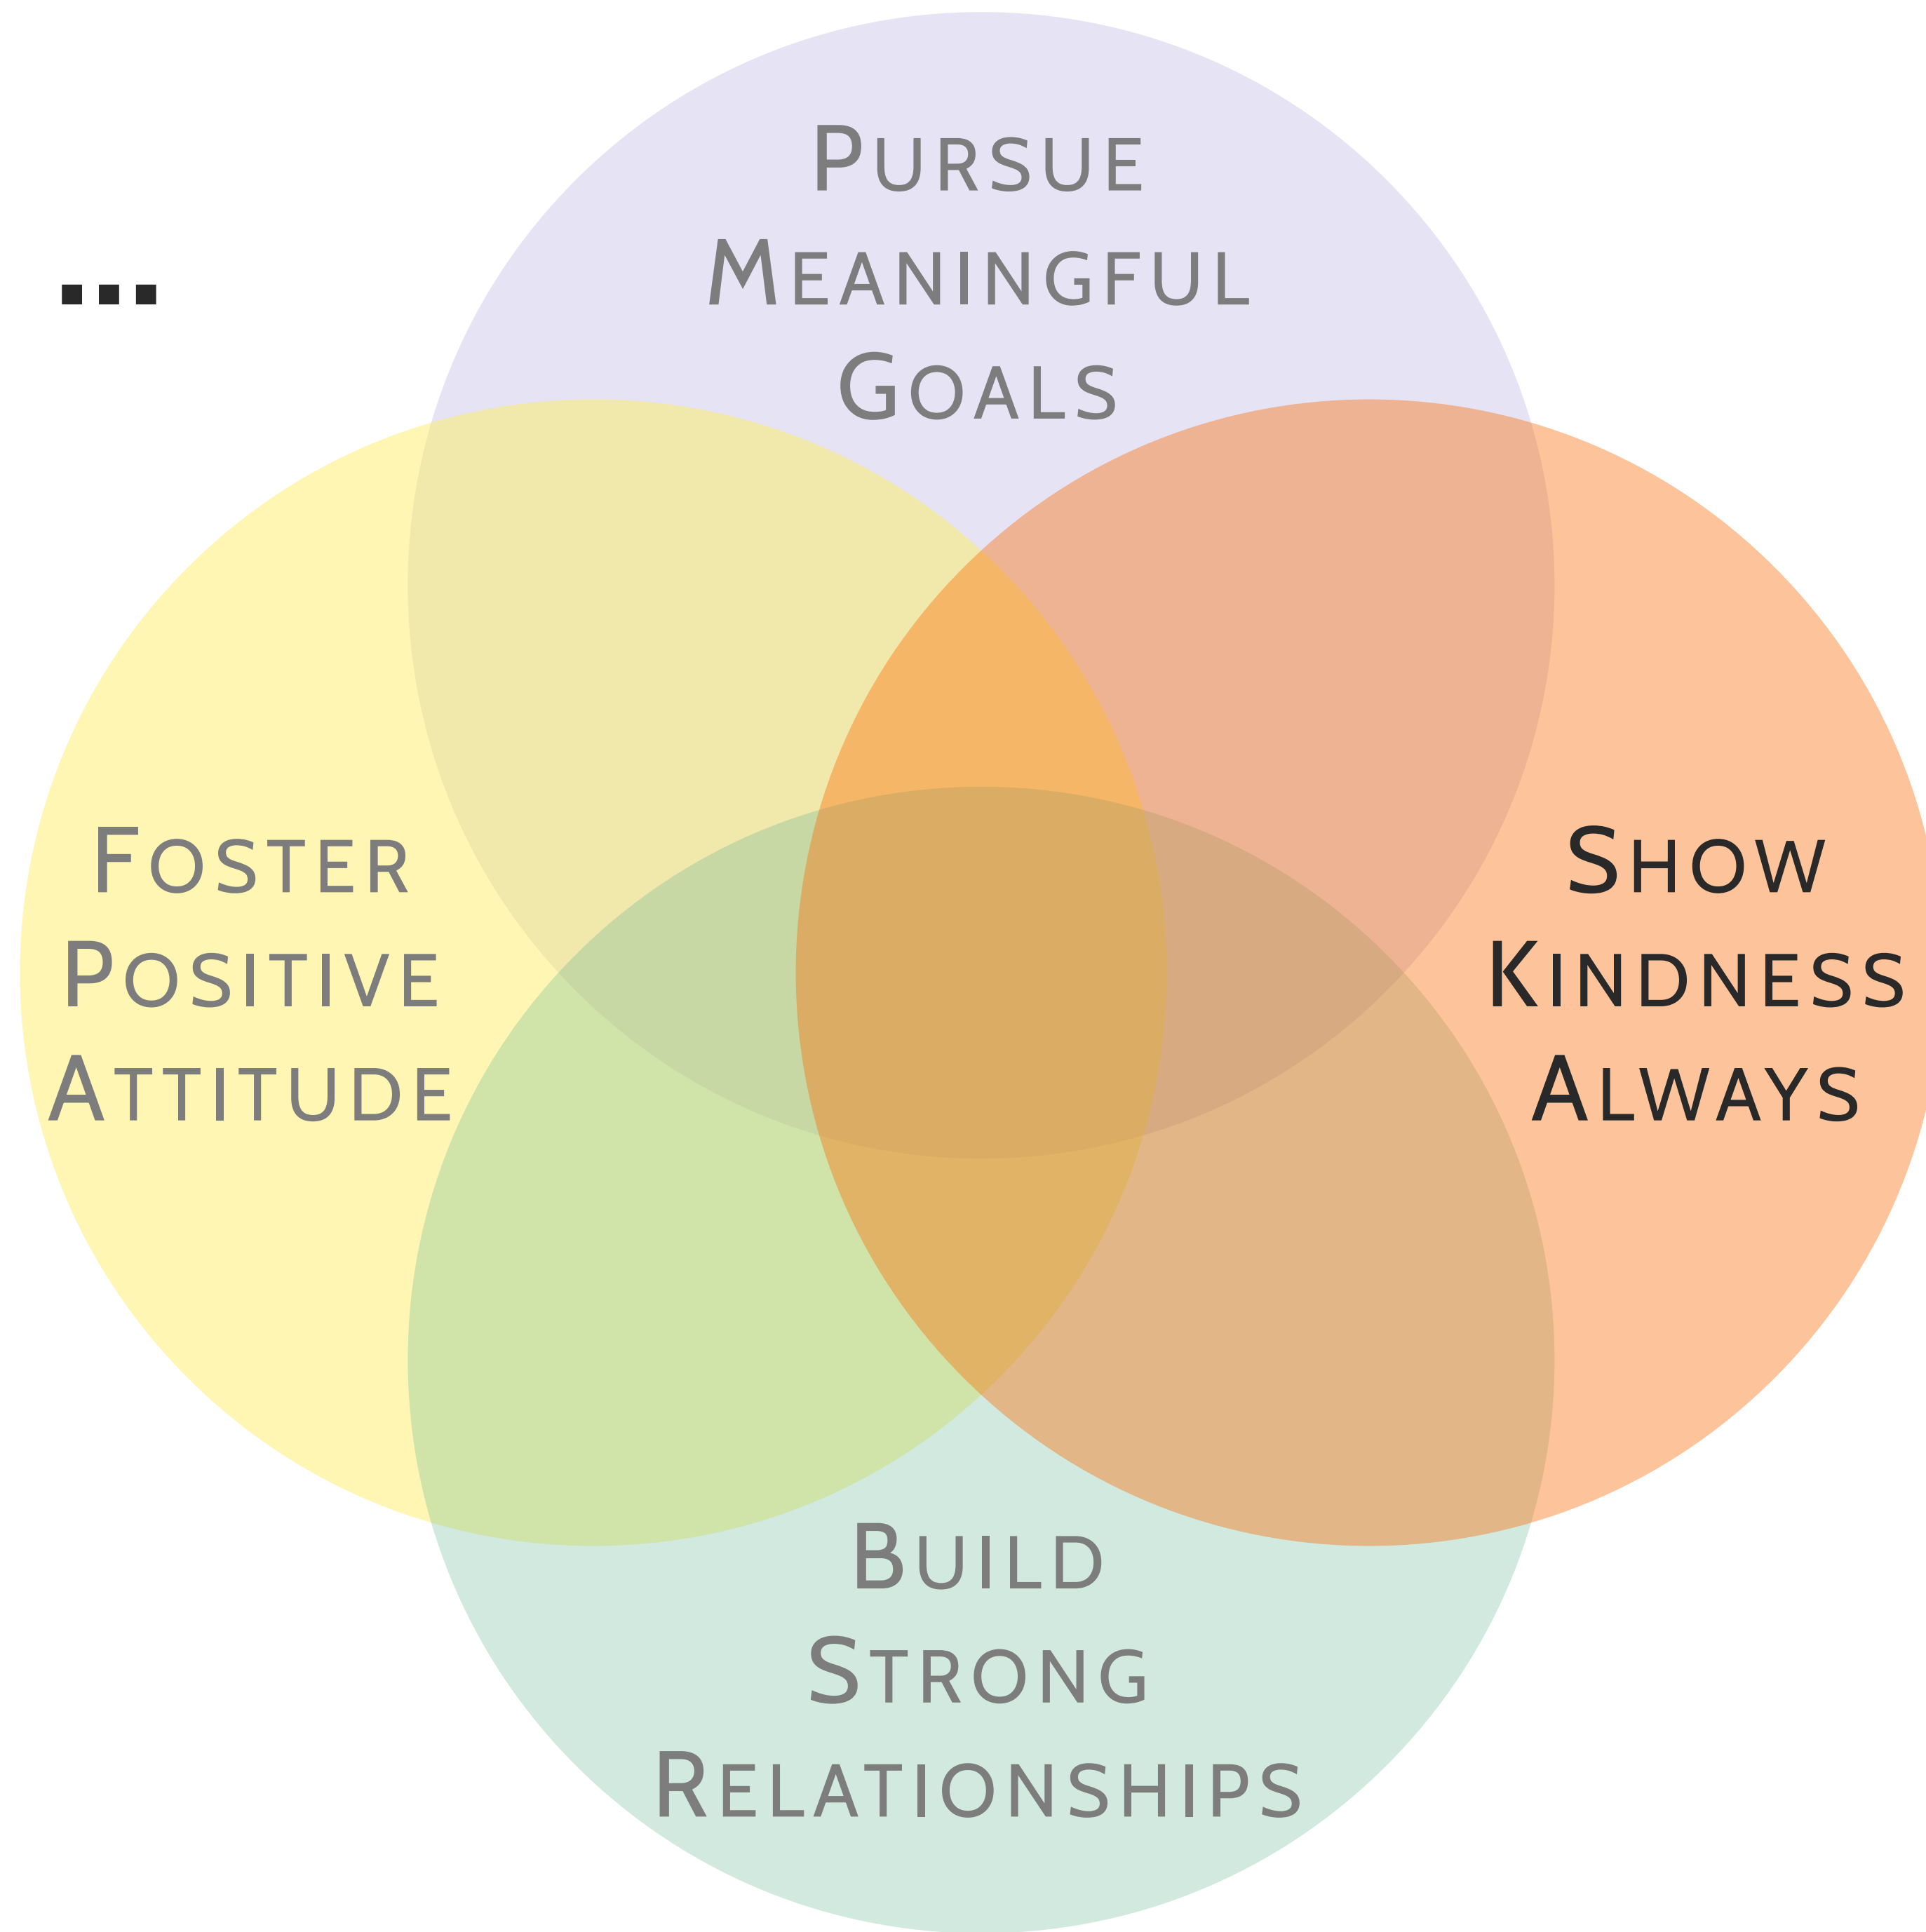 Pursue
Meaningful
Goals
...
Foster
Positive
Attitude
Show
Kindness
Always
Build
Strong
Relationships